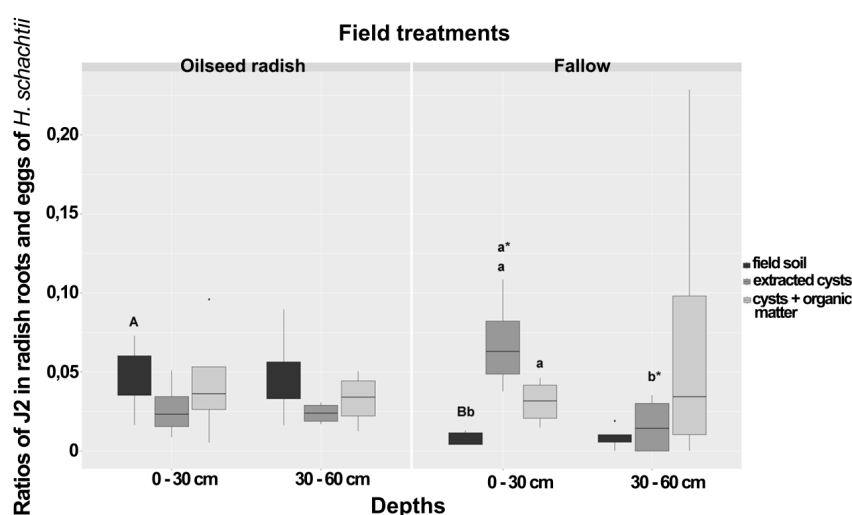 Field treatments
Oilseed radish
Fallow
Ratios of J2 in radish roots and eggs of H. schachtii
0,20
0,15
0,10
0,05
0
A
a*
a
a
Bb
b*
field soil
extracted cysts
cysts + organic
matter
0 - 30 cm
30 - 60 cm
0 - 30 cm
30 - 60 cm
Depths